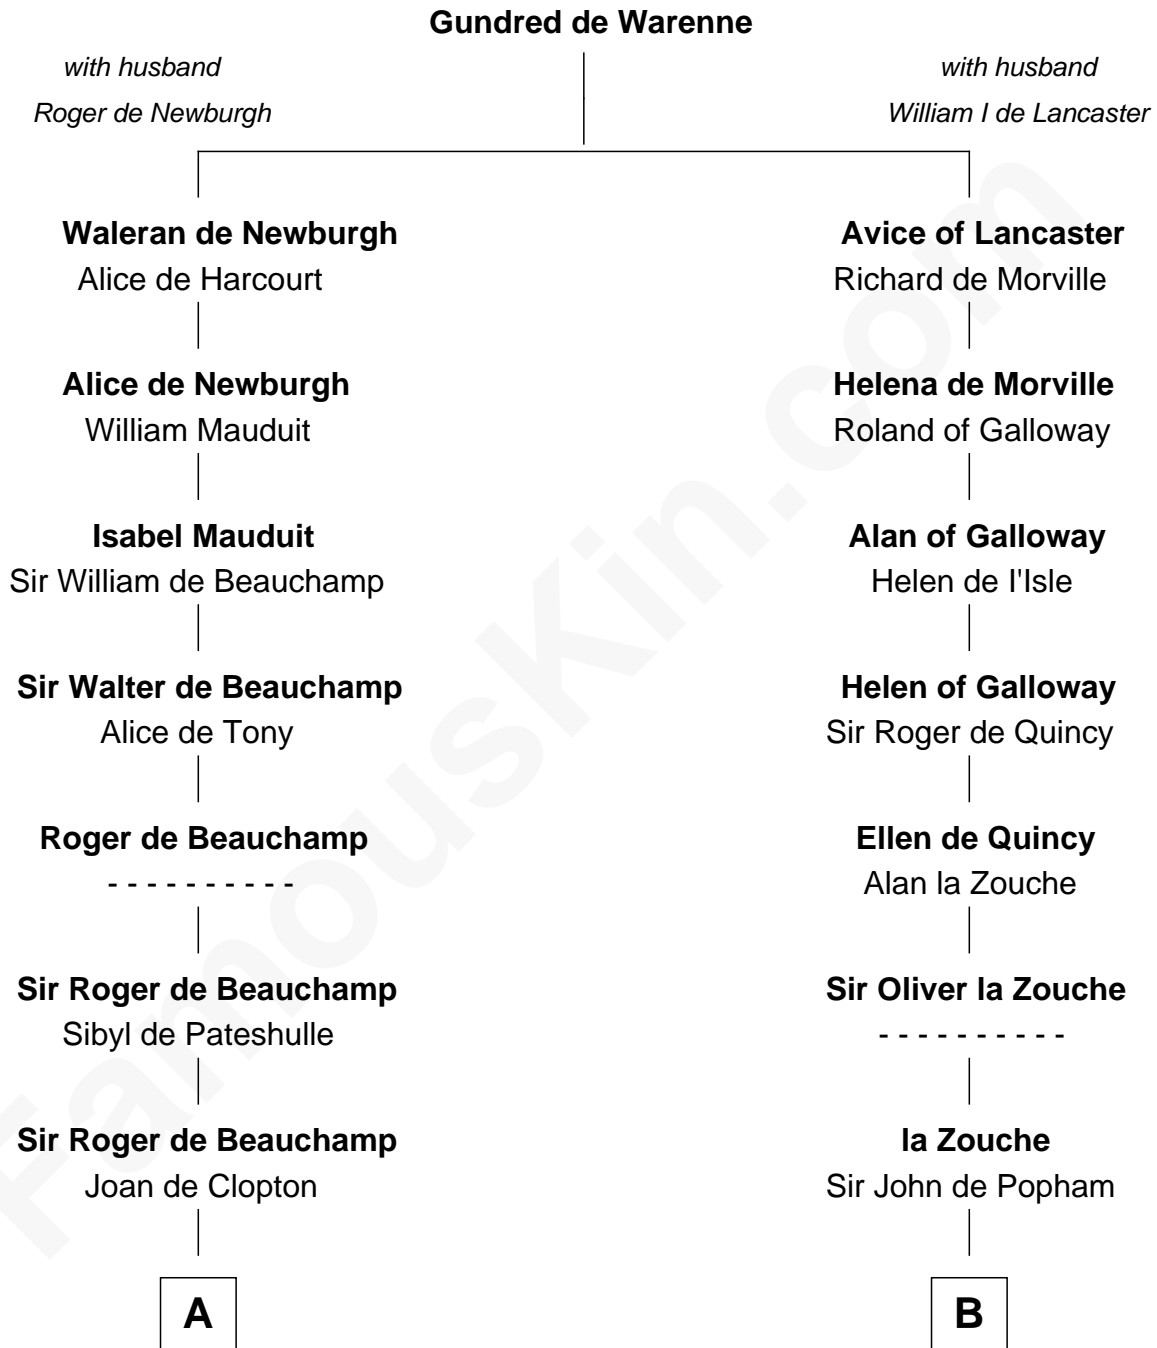 Gundred de Warenne
with husband
Roger de Newburgh
with husband
William I de Lancaster
Waleran de Newburgh
Alice de Harcourt
Avice of Lancaster
Richard de Morville
Alice de Newburgh
William Mauduit
Helena de Morville
Roland of Galloway
Isabel Mauduit
Sir William de Beauchamp
Alan of Galloway
Helen de l'Isle
Sir Walter de Beauchamp
Alice de Tony
Helen of Galloway
Sir Roger de Quincy
Roger de Beauchamp
- - - - - - - - - -
Ellen de Quincy
Alan la Zouche
Sir Roger de Beauchamp
Sibyl de Pateshulle
Sir Oliver la Zouche
- - - - - - - - - -
Sir Roger de Beauchamp
Joan de Clopton
la Zouche
Sir John de Popham
A
B
FamousKin.com